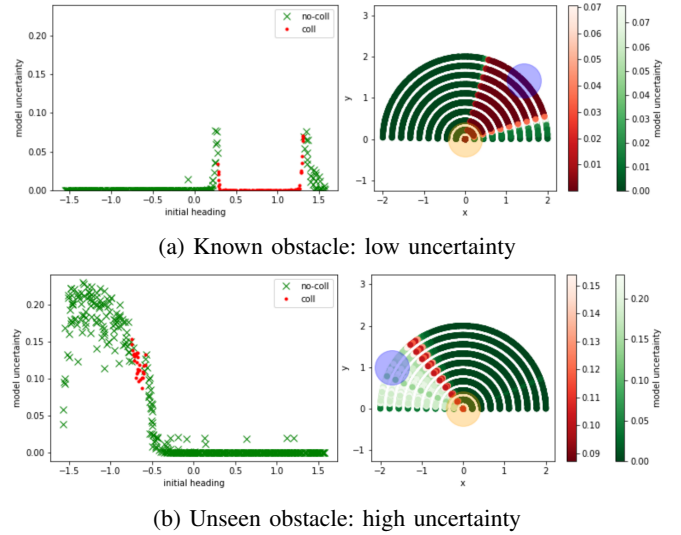 no-coll
coll
model uncertainty
0.20
0.15
0.10
0.05
0.00
−1.5 −1.0 −0.5 0.0 0.5 1.0 1.5
initial heading
y
3
2
1
0
−1
−2 −1 0 1 2
x
0.07
0.06
0.05
0.04
0.03
0.02
0.01
0.07
0.06
0.05
0.04
0.03
0.02
0.01
0.00
model uncertainty
(a) Known obstacle: low uncertainty
no-coll
coll
model uncertainty
0.20
0.15
0.10
0.05
0.00
−1.5 −1.0 −0.5 0.0 0.5 1.0 1.5
initial heading
y
3
2
1
0
−1
−2 −1 0 1 2
x
0.15
0.14
0.13
0.12
0.11
0.10
0.09
0.20
0.15
0.10
0.05
0.00
model uncertainty
(b) Unseen obstacle: high uncertainty